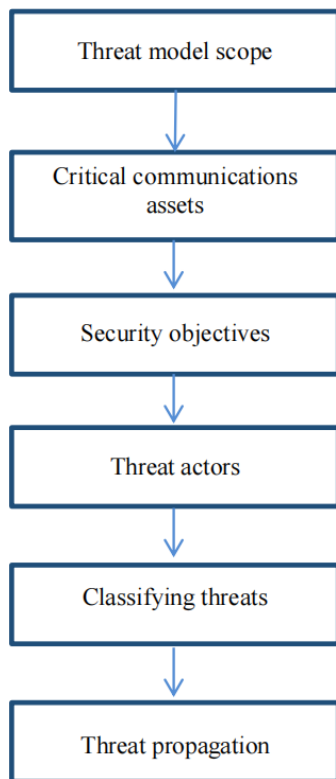 Threat model scope
Critical communications
assets
Security objectives
Threat actors
Classifying threats
Threat propagation